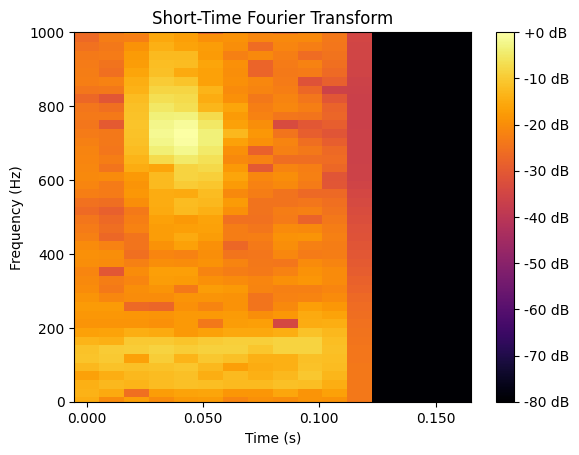 Short-Time Fourier Transform
1000
800
600
400
200
0
Frequency (Hz)
0.000
0.050
0.100
0.150
Time (s)
+0 dB
-10 dB
-20 dB
-30 dB
-40 dB
-50 dB
-60 dB
-70 dB
-80 dB